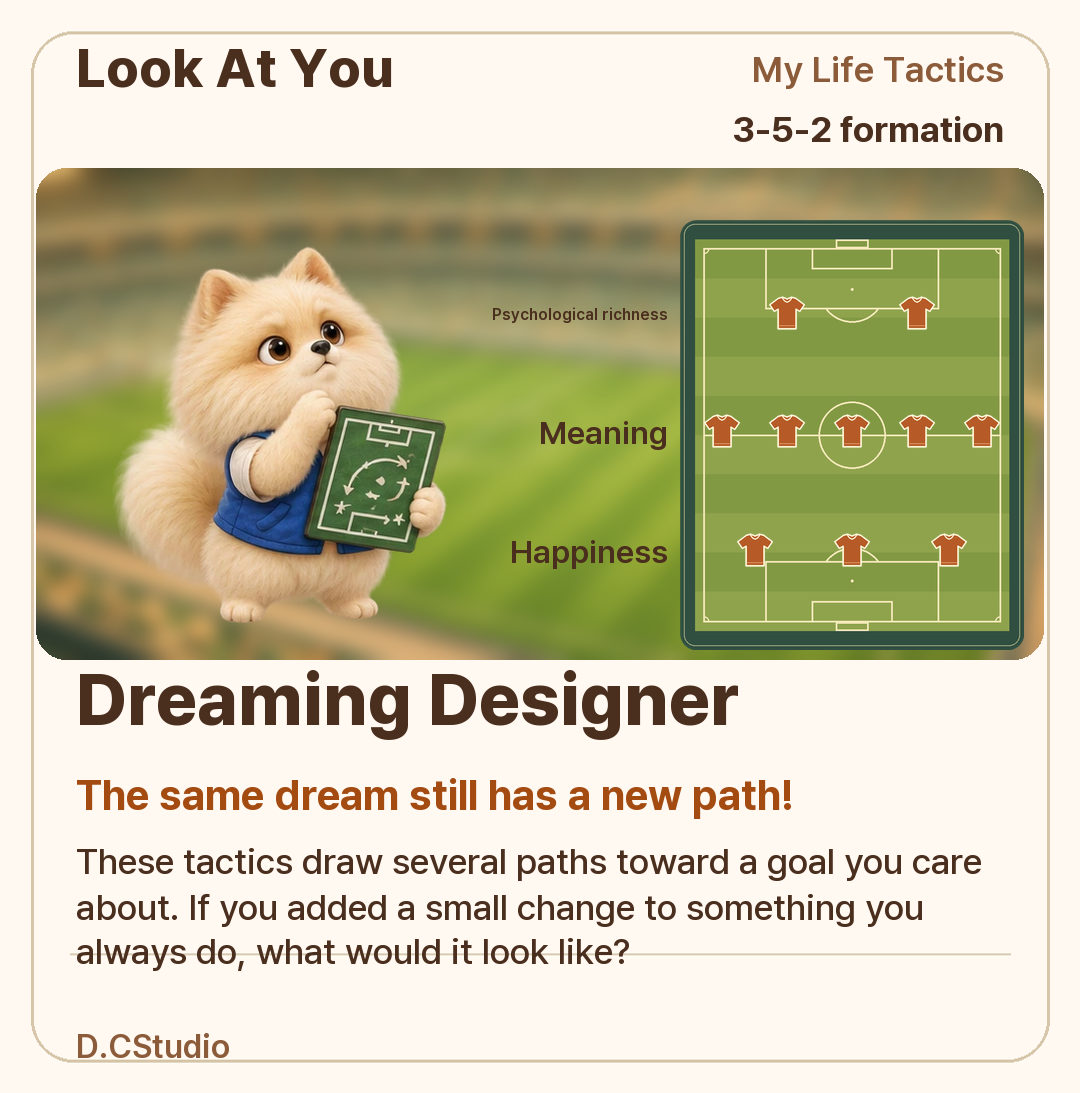 Look At You
My Life Tactics
3-5-2 formation
Psychological richness
Meaning
Happiness
Dreaming Designer
The same dream still has a new path!
These tactics draw several paths toward a goal you care
about. If you added a small change to something you
always do, what would it look like?
D.CStudio